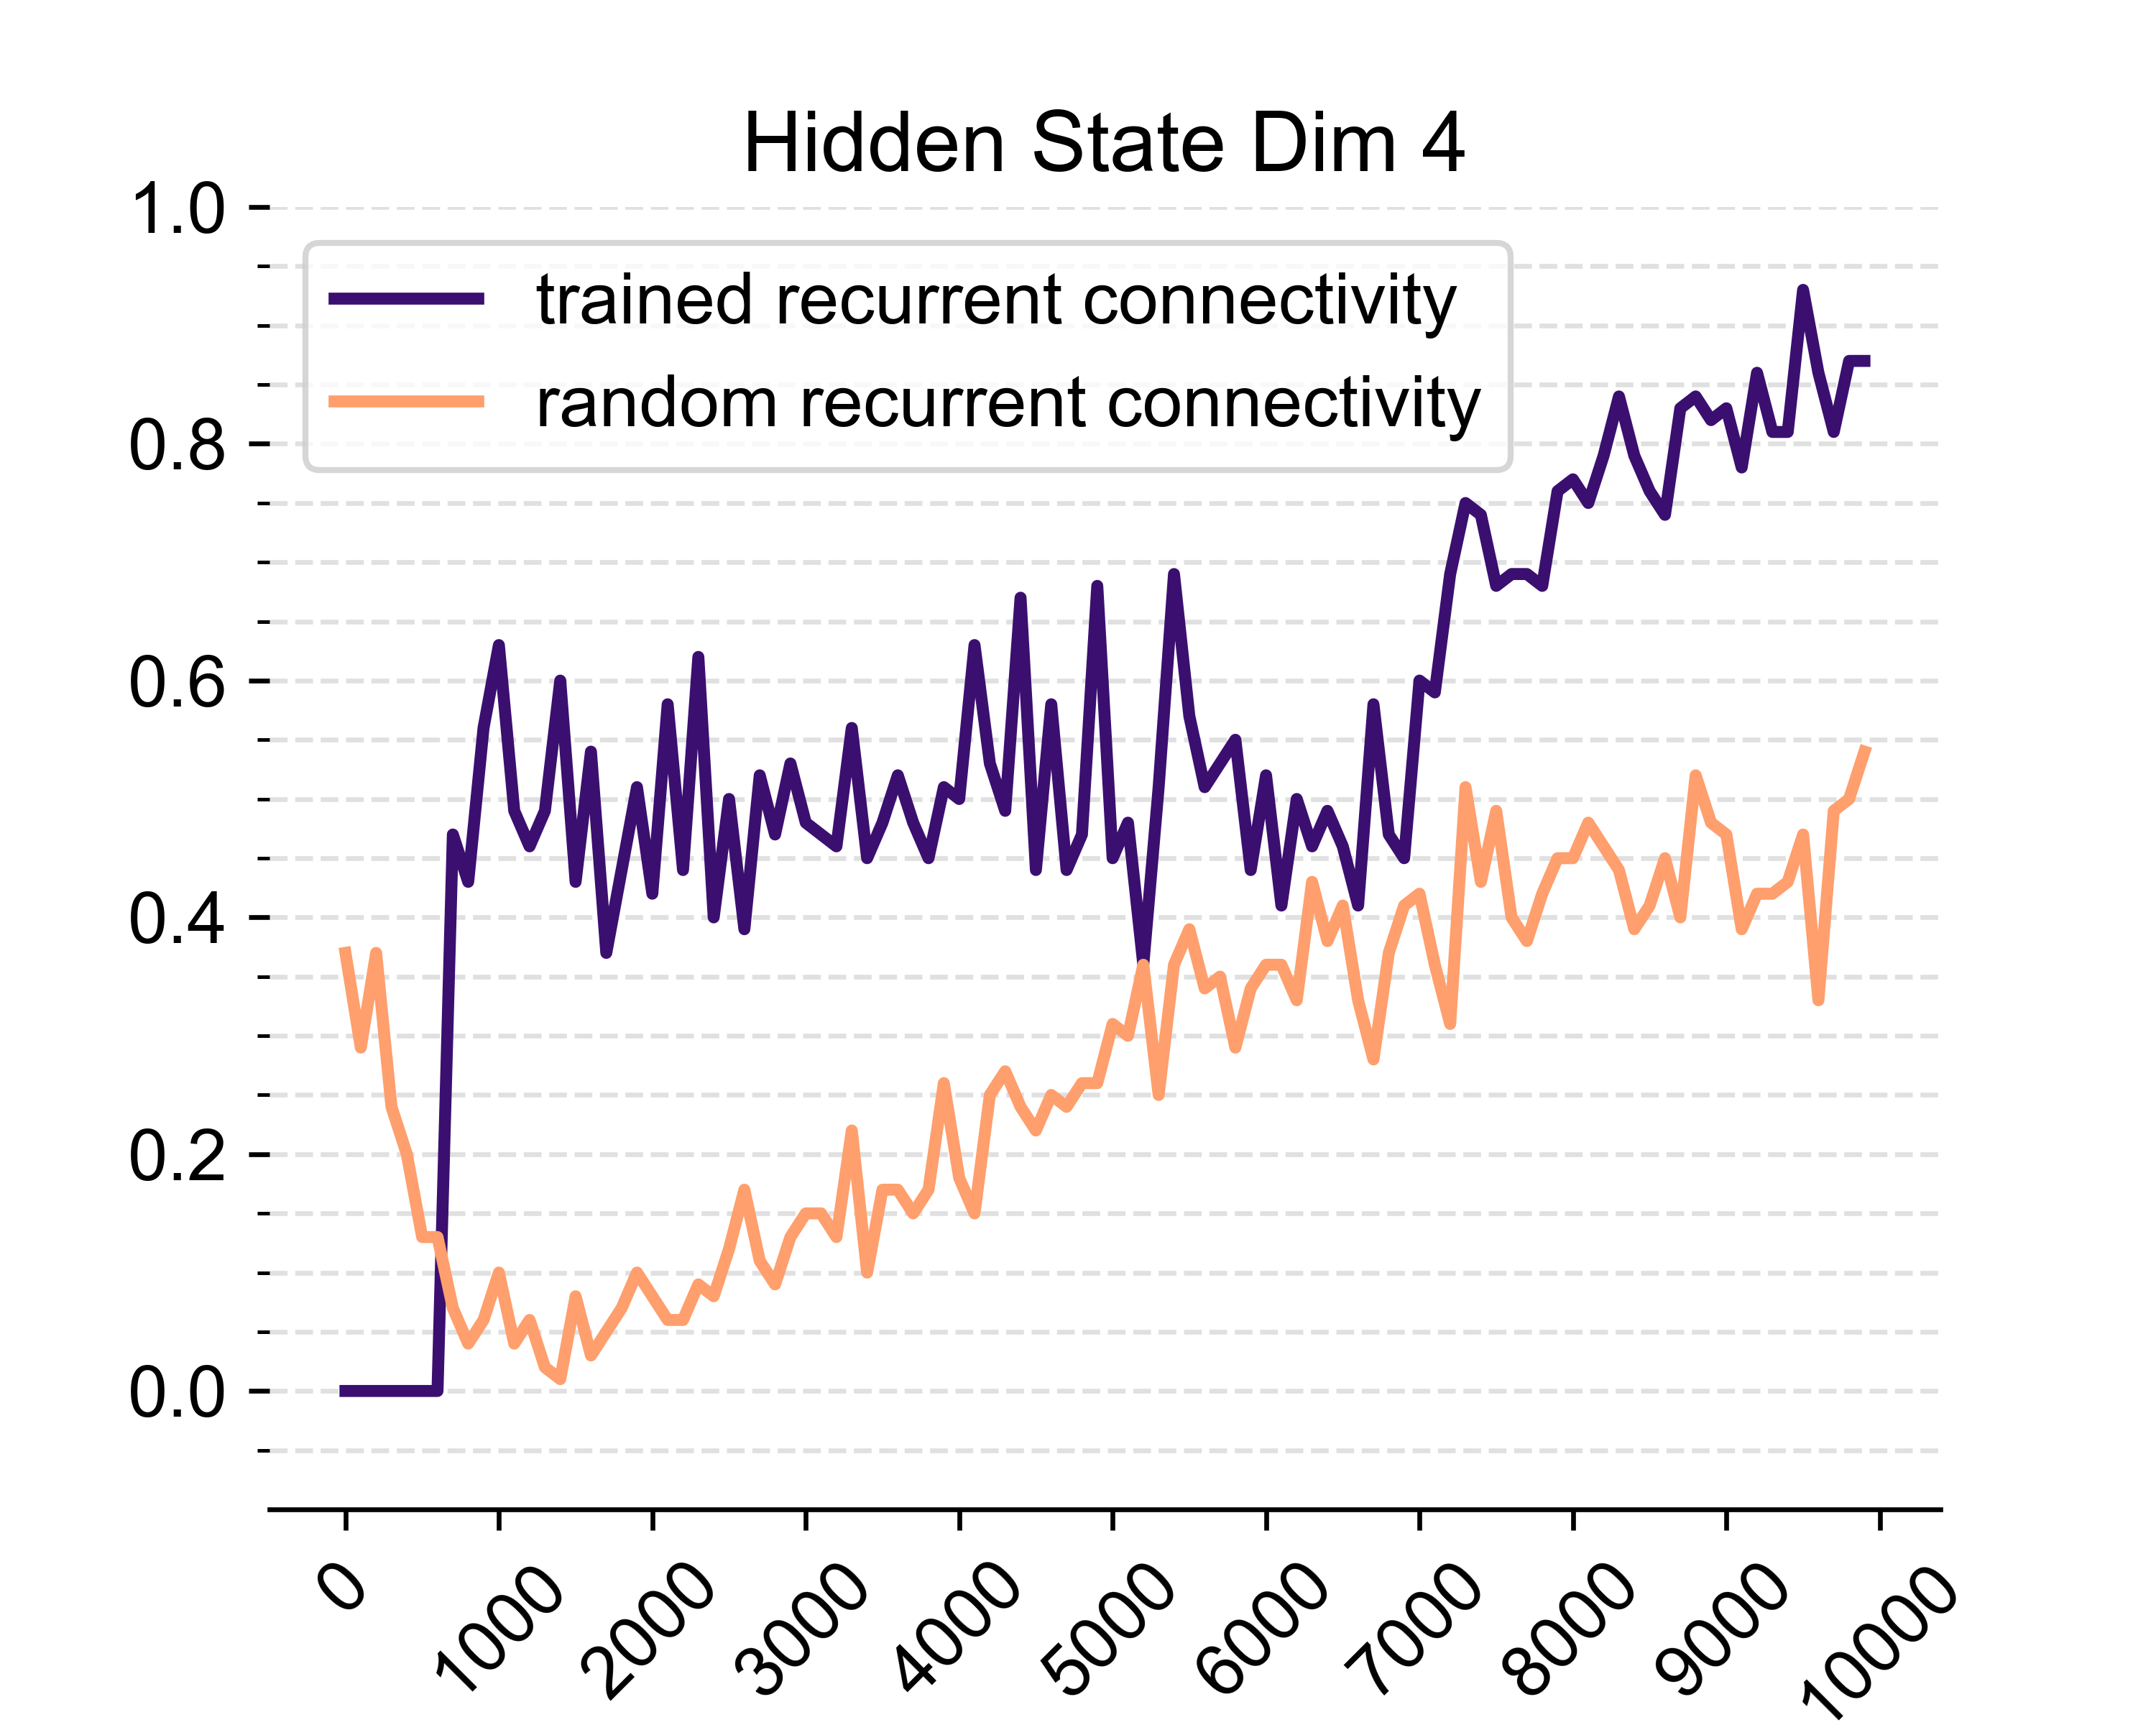 Hidden State Dim 4
1.0
0.8
0.6
0.4
0.2
0.0
trained recurrent connectivity
random recurrent connectivity
0 1000 2000 3000 4000 5000 6000 7000 8000 9000 10000